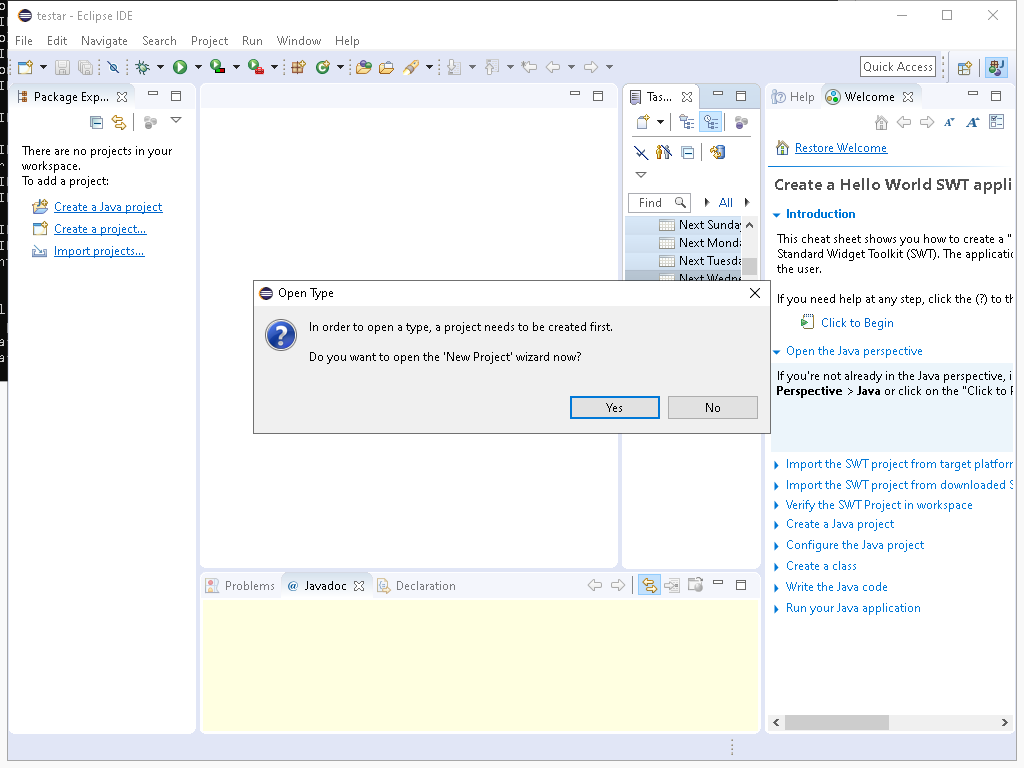 testar - Eclipse IDE
File Edit Navigate Search Project Run Window Help
Quick Access
Package Exp...
There are no projects in your
workspace.
To add a project:
Create a Java project
Create a project...
Import projects...
Tas...
Find
All
Next Sunda
Next Monda
Next Tuesda
Next Wedne
Help
Welcome
Restore Welcome
Create a Hello World SWT appli
Introduction
This cheat sheet shows you how to create a "
Standard Widget Toolkit (SWT). The applicatio
the user.
If you need help at any step, click the (?) to th
Click to Begin
Open the Java perspective
If you're not already in the Java perspective, i
Perspective > Java or click on the "Click to P
Import the SWT project from target platform
Import the SWT project from downloaded S
Verify the SWT Project in workspace
Create a Java project
Configure the Java project
Create a class
Write the Java code
Run your Java application
Open Type
In order to open a type, a project needs to be created first.
Do you want to open the 'New Project' wizard now?
Yes
No
Problems
@ Javadoc
Declaration